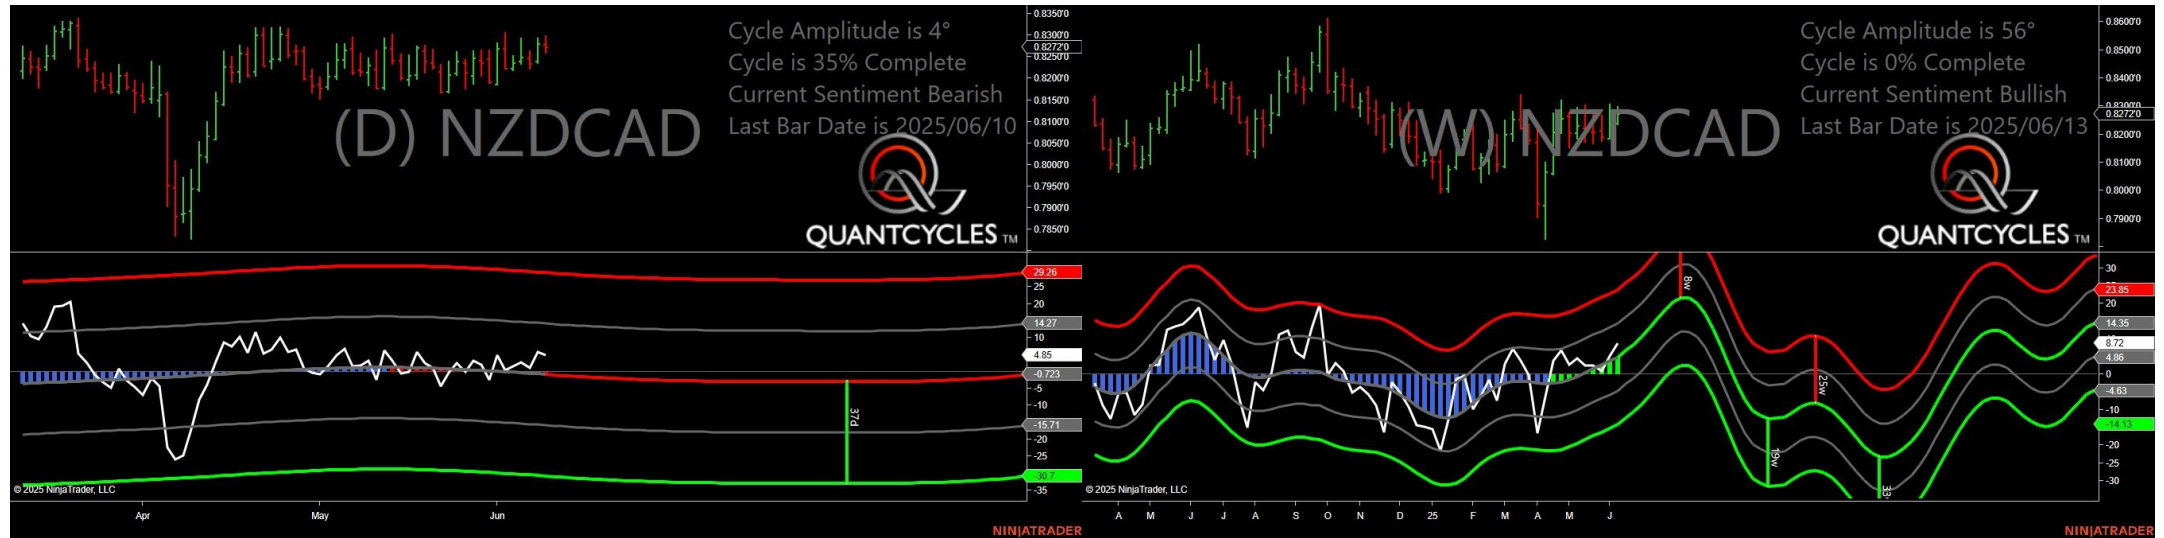 Cycle Amplitude is 4°
Cycle is 35% Complete
Current Sentiment Bearish
Last Bar Date is 2025/06/10
(D) NZDCAD
QUANTCYCLES TM
0.8350'0
0.8300'0
0.8272'0
0.8250'0
0.8200'0
0.8150'0
0.8100'0
0.8050'0
0.8000'0
0.7950'0
0.7900'0
0.7850'0
29.26
25
20
14.27
10
4.85
-0.723
-5
-10
-15.71
-20
-25
-30.7
-35
37d
© 2025 NinjaTrader, LLC
Apr
May
Jun
NINJATRADER
Cycle Amplitude is 56°
Cycle is 0% Complete
Current Sentiment Bullish
Last Bar Date is 2025/06/13
(W) NZDCAD
QUANTCYCLES TM
0.8600'0
0.8500'0
0.8400'0
0.8300'0
0.8272'0
0.8200'0
0.8100'0
0.8000'0
0.7900'0
30
23.85
20
14.35
10
8.72
4.86
0
-4.63
-10
-14.13
-20
-25
-30
8w
25w
19w
33
© 2025 NinjaTrader, LLC
A M J J A S O N D 25 F M A M J
NINJATRADER